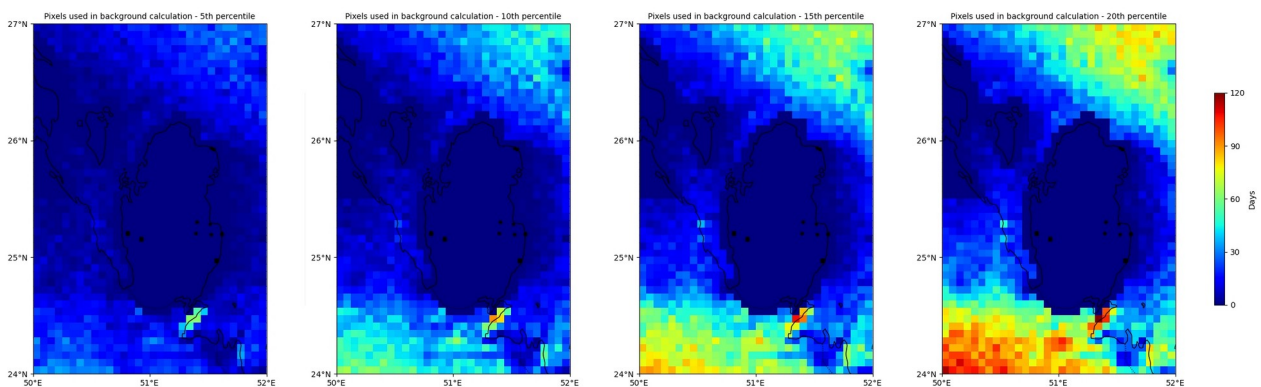 Pixels used in background calculation - 5th percentile
Pixels used in background calculation - 10th percentile
Pixels used in background calculation - 15th percentile
Pixels used in background calculation - 20th percentile
27°N
27°N
27°N
27°N
120
26°N
26°N
26°N
26°N
90
60
Days
25°N
25°N
25°N
25°N
30
0
24°N
24°N
24°N
24°N
50°E
51°E
52°E
50°E
51°E
52°E
50°E
51°E
52°E
50°E
51°E
52°E